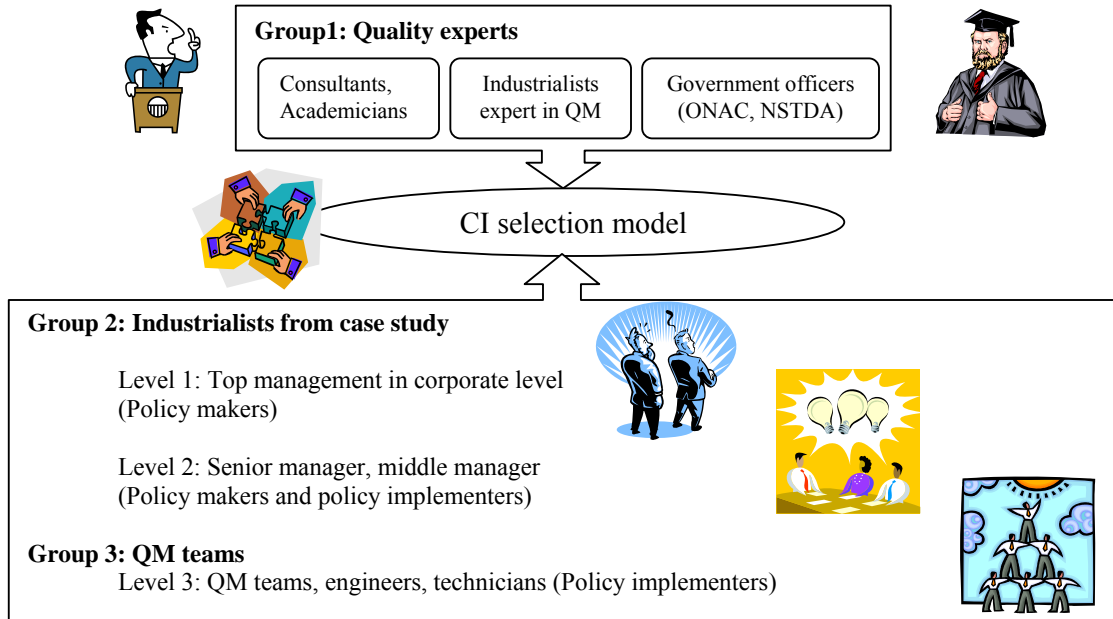 Group1: Quality experts
Consultants,
Academicians
Industrialists
expert in QM
Government officers
(ONAC, NSTDA)
CI selection model
Group 2: Industrialists from case study
Level 1: Top management in corporate level
(Policy makers)
Level 2: Senior manager, middle manager
(Policy makers and policy implementers)
Group 3: QM teams
Level 3: QM teams, engineers, technicians (Policy implementers)